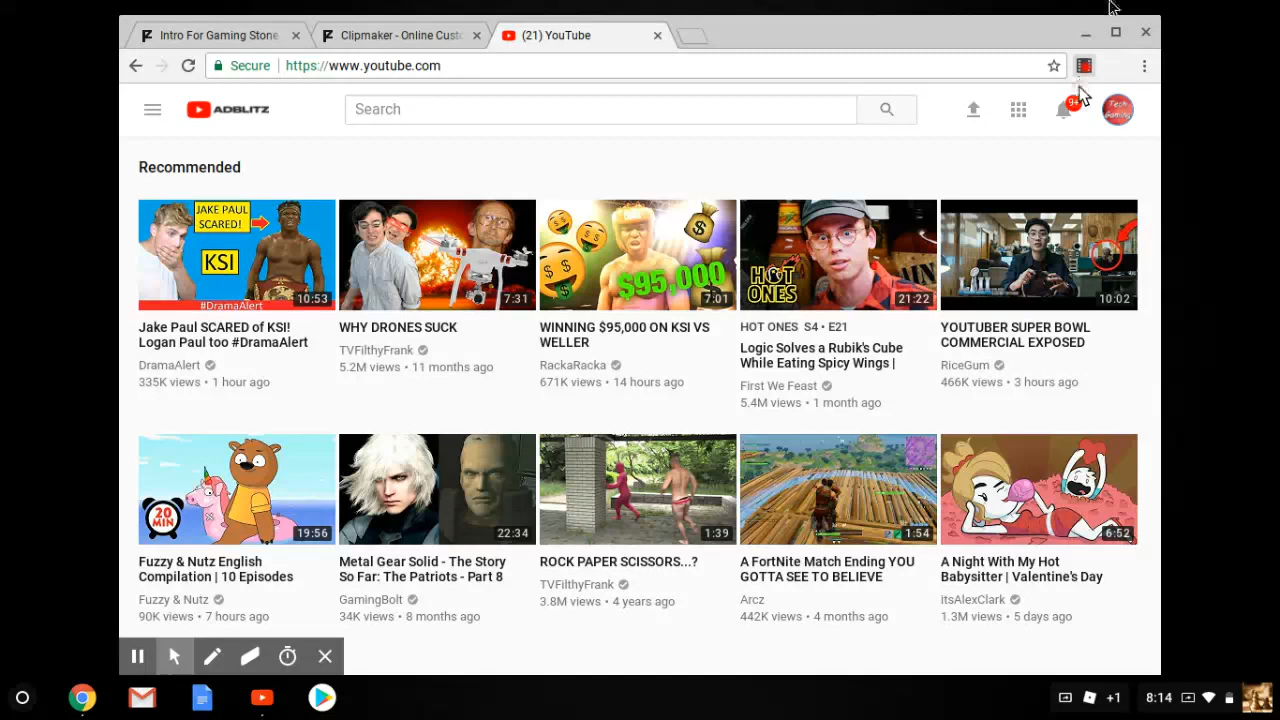 Intro For Gaming Stone
Clipmaker - Online Custo
(21) YouTube
Secure
https://www.youtube.com
ADBLITZ
Search
9+
Tech
Gaming
Recommended
JAKE PAUL
SCARED!
KSI
#DramaAlert
10:53
7:31
$95,000
7:01
HOT
ONES
21:22
10:02
Jake Paul SCARED of KSI!
Logan Paul too #DramaAlert
DramaAlert
335K views • 1 hour ago
WHY DRONES SUCK
TVFilthyFrank
5.2M views • 11 months ago
WINNING $95,000 ON KSI VS
WELLER
RackaRacka
671K views • 14 hours ago
HOT ONES S4 • E21
Logic Solves a Rubik's Cube
While Eating Spicy Wings |
First We Feast
5.4M views • 1 month ago
YOUTUBER SUPER BOWL
COMMERCIAL EXPOSED
RiceGum
466K views • 3 hours ago
20
MIN
19:56
22:34
1:39
1:54
6:52
Fuzzy & Nutz English
Compilation | 10 Episodes
Fuzzy & Nutz
90K views • 7 hours ago
Metal Gear Solid - The Story
So Far: The Patriots - Part 8
GamingBolt
34K views • 8 months ago
ROCK PAPER SCISSORS...?
TVFilthyFrank
3.8M views • 4 years ago
A FortNite Match Ending YOU
GOTTA SEE TO BELIEVE
Arcz
442K views • 4 months ago
A Night With My Hot
Babysitter | Valentine's Day
itsAlexClark
1.3M views • 5 days ago
+1
8:14